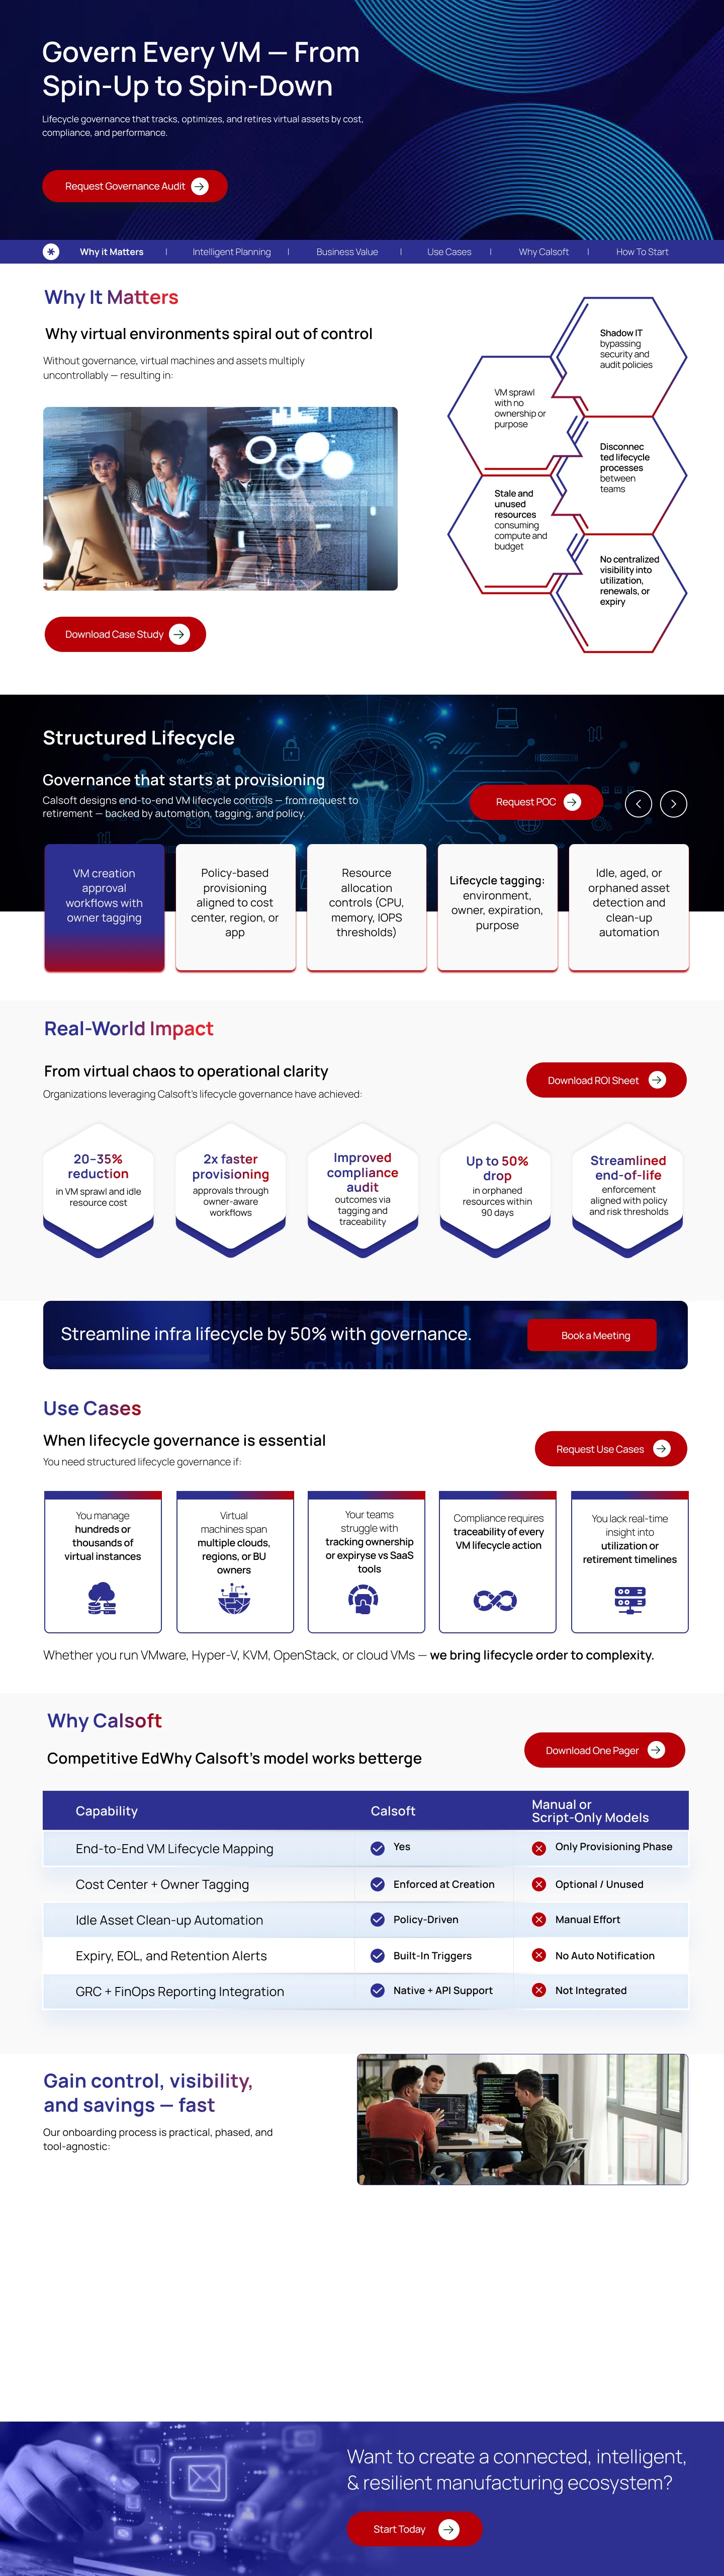 Govern Every VM — From
Spin-Up to Spin-Down
Lifecycle governance that tracks, optimizes, and retires virtual assets by cost,
compliance, and performance.
Request Governance Audit
Why it Matters | Intelligent Planning | Business Value | Use Cases | Why Calsoft | How To Start
Why It Matters
Why virtual environments spiral out of control
Without governance, virtual machines and assets multiply
uncontrollably — resulting in:
Shadow IT
bypassing
security and
audit policies
VM sprawl
with no
ownership or
purpose
Disconnec
ted lifecycle
processes
between
teams
Stale and
unused
resources
consuming
compute and
budget
No centralized
visibility into
utilization,
renewals, or
expiry
Download Case Study
Structured Lifecycle
Governance that starts at provisioning
Calsoft designs end-to-end VM lifecycle controls — from request to
retirement — backed by automation, tagging, and policy.
Request POC
VM creation
approval
workflows with
owner tagging
Policy-based
provisioning
aligned to cost
center, region, or
app
Resource
allocation
controls (CPU,
memory, IOPS
thresholds)
Lifecycle tagging:
environment,
owner, expiration,
purpose
Idle, aged, or
orphaned asset
detection and
clean-up
automation
Real-World Impact
From virtual chaos to operational clarity
Organizations leveraging Calsoft's lifecycle governance have achieved:
Download ROI Sheet
20–35%
reduction
in VM sprawl and idle
resource cost
2x faster
provisioning
approvals through
owner-aware
workflows
Improved
compliance
audit
outcomes via
tagging and
traceability
Up to 50%
drop
in orphaned
resources within
90 days
Streamlined
end-of-life
enforcement
aligned with policy
and risk thresholds
Streamline infra lifecycle by 50% with governance.
Book a Meeting
Use Cases
When lifecycle governance is essential
You need structured lifecycle governance if:
Request Use Cases
You manage
hundreds or
thousands of
virtual instances
Virtual
machines span
multiple clouds,
regions, or BU
owners
Your teams
struggle with
tracking ownership
or expiryse vs SaaS
tools
Compliance requires
traceability of every
VM lifecycle action
You lack real-time
insight into
utilization or
retirement timelines
Whether you run VMware, Hyper-V, KVM, OpenStack, or cloud VMs — we bring lifecycle order to complexity.
Why Calsoft
Competitive EdWhy Calsoft's model works betterge
Download One Pager
Capability Calsoft Manual or
Script-Only Models
End-to-End VM Lifecycle Mapping Yes Only Provisioning Phase
Cost Center + Owner Tagging Enforced at Creation Optional / Unused
Idle Asset Clean-up Automation Policy-Driven Manual Effort
Expiry, EOL, and Retention Alerts Built-In Triggers No Auto Notification
GRC + FinOps Reporting Integration Native + API Support Not Integrated
Gain control, visibility,
and savings — fast
Our onboarding process is practical, phased, and
tool-agnostic:
Want to create a connected, intelligent,
& resilient manufacturing ecosystem?
Start Today